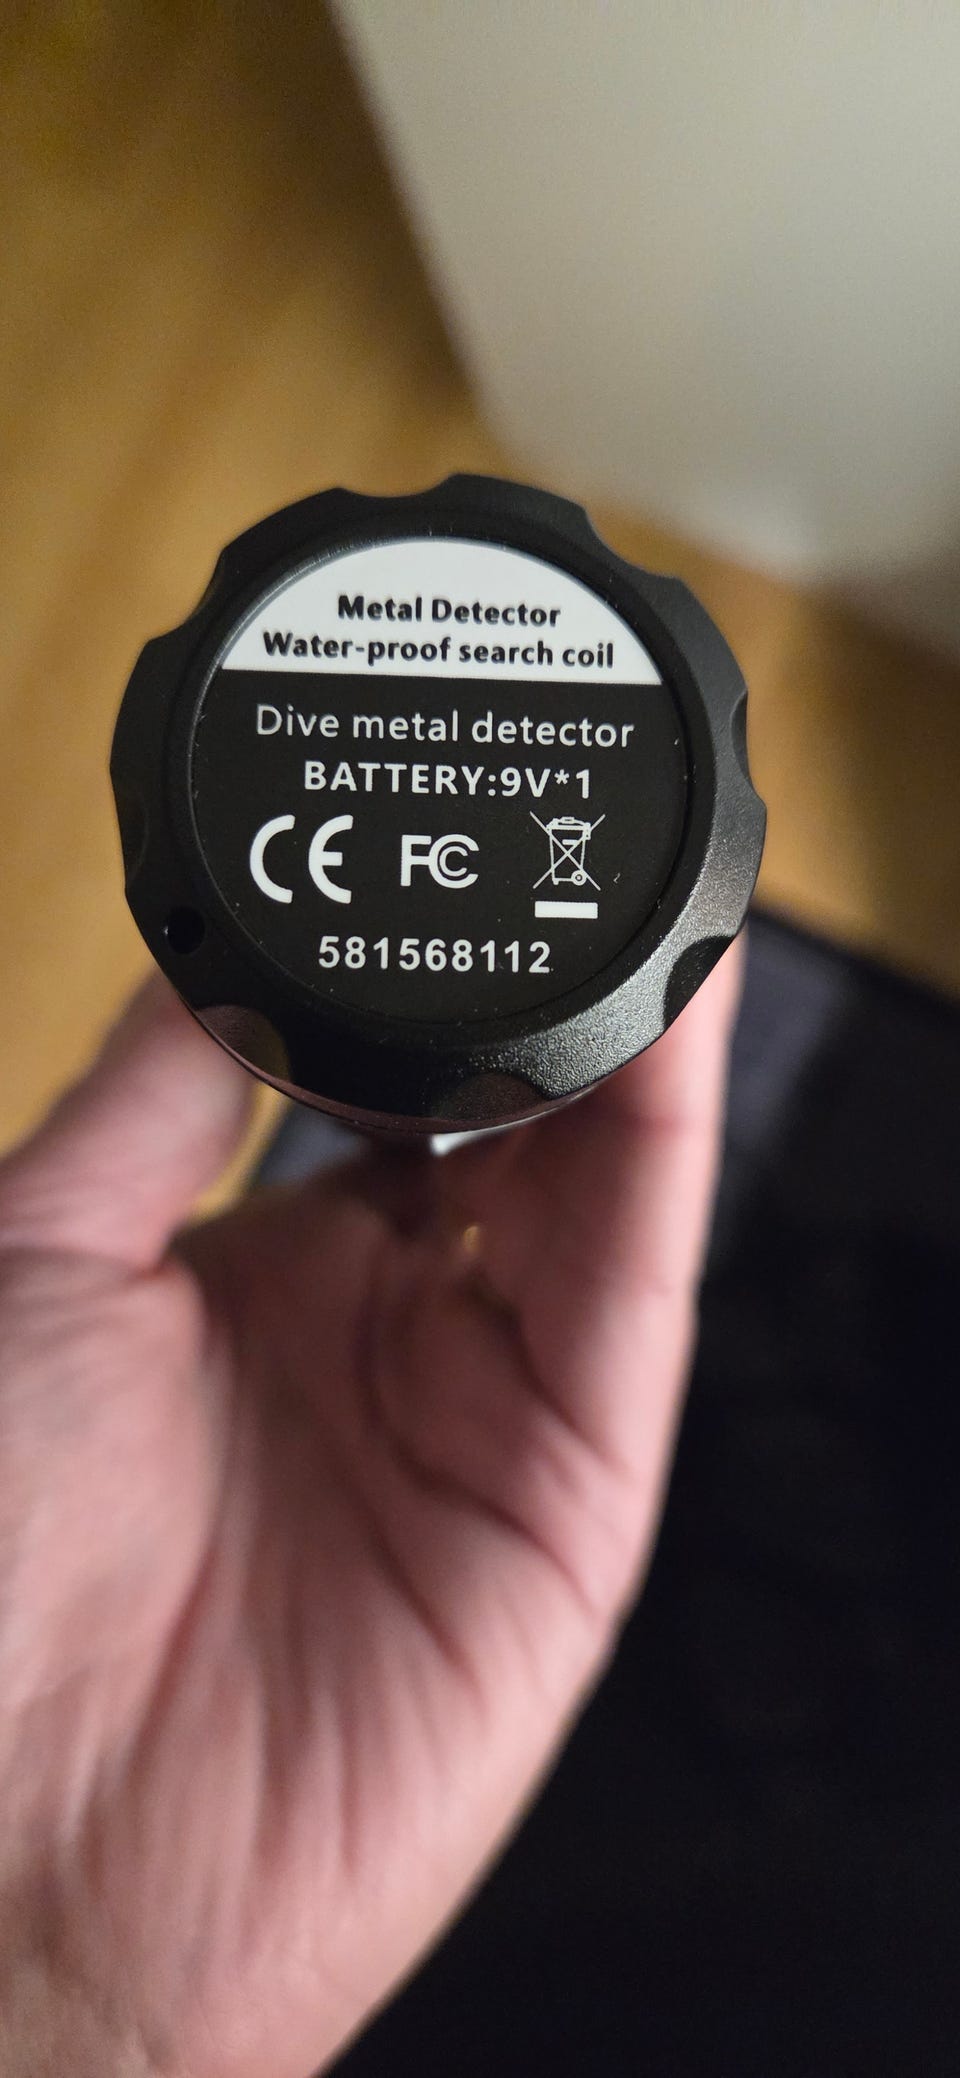 Metal Detector
Water-proof search coil
Dive metal detector
BATTERY:9V*1
CE FC
581568112